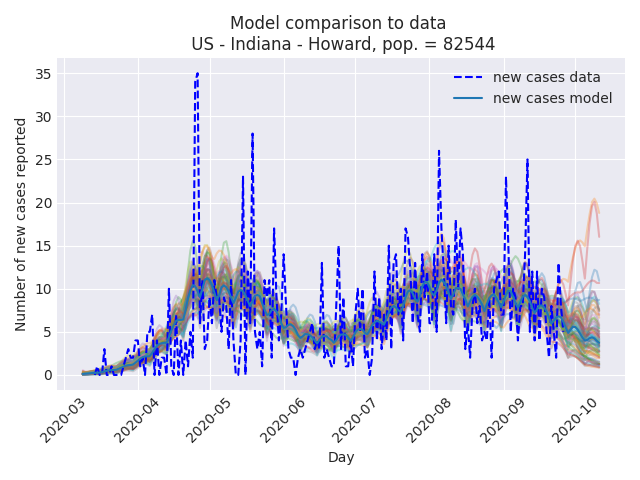 Model comparison to data
US - Indiana - Howard, pop. = 82544
new cases data
new cases model
Number of new cases reported
35
30
25
20
15
10
5
0
2020-03
2020-04
2020-05
2020-06
2020-07
2020-08
2020-09
2020-10
Day